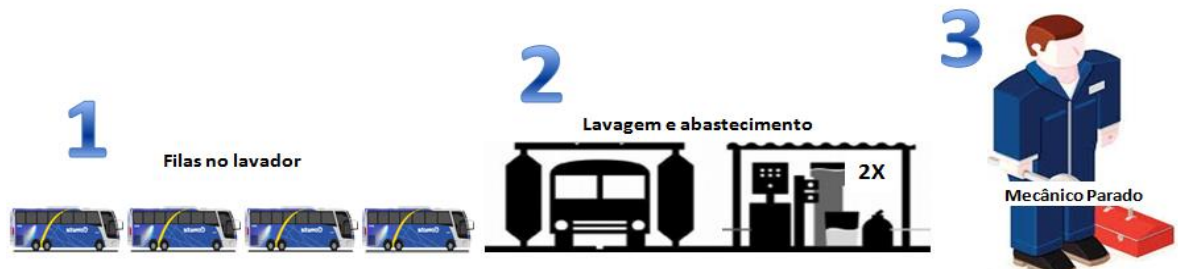 1
Filas no lavador
2
Lavagem e abastecimento
2X
3
Mecânico Parado